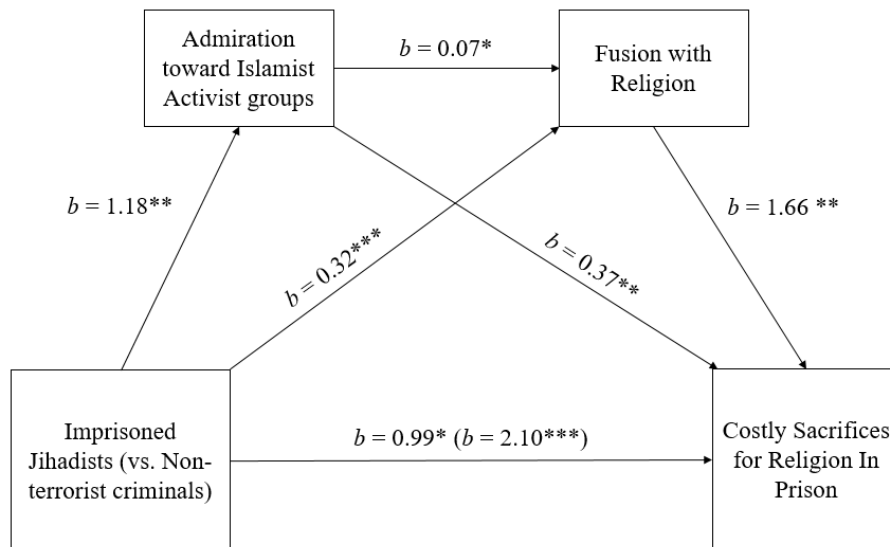 Admiration
toward Islamist
Activist groups
b = 0.07*
Fusion with
Religion
b = 1.18**
b = 0.32***
b = 0.37**
b = 1.66 **
Imprisoned
Jihadists (vs. Non-
terrorist criminals)
b = 0.99* (b = 2.10***)
Costly Sacrifices
for Religion In
Prison